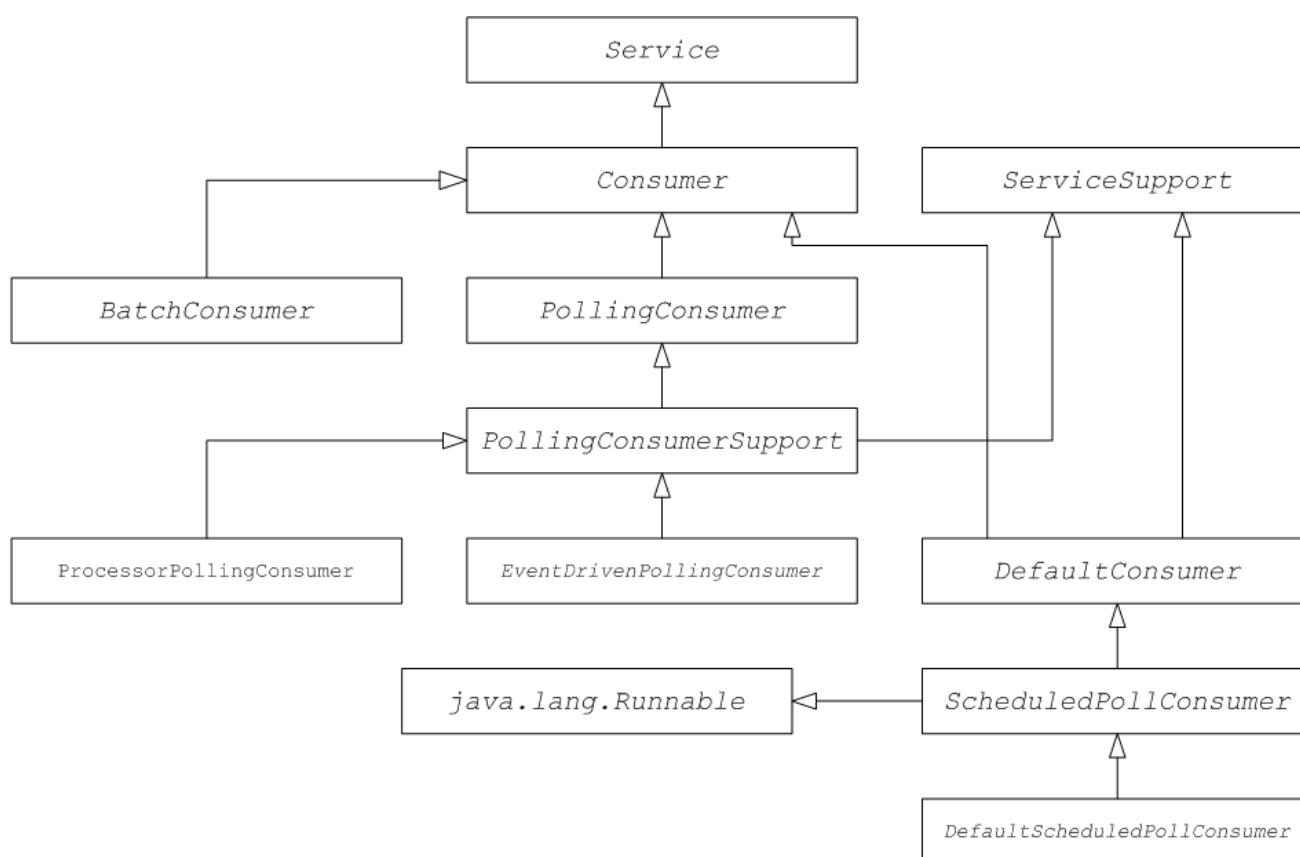 Service
Consumer
ServiceSupport
BatchConsumer
PollingConsumer
PollingConsumerSupport
ProcessorPollingConsumer
EventDrivenPollingConsumer
DefaultConsumer
java.lang.Runnable
ScheduledPollConsumer
DefaultScheduledPollConsumer